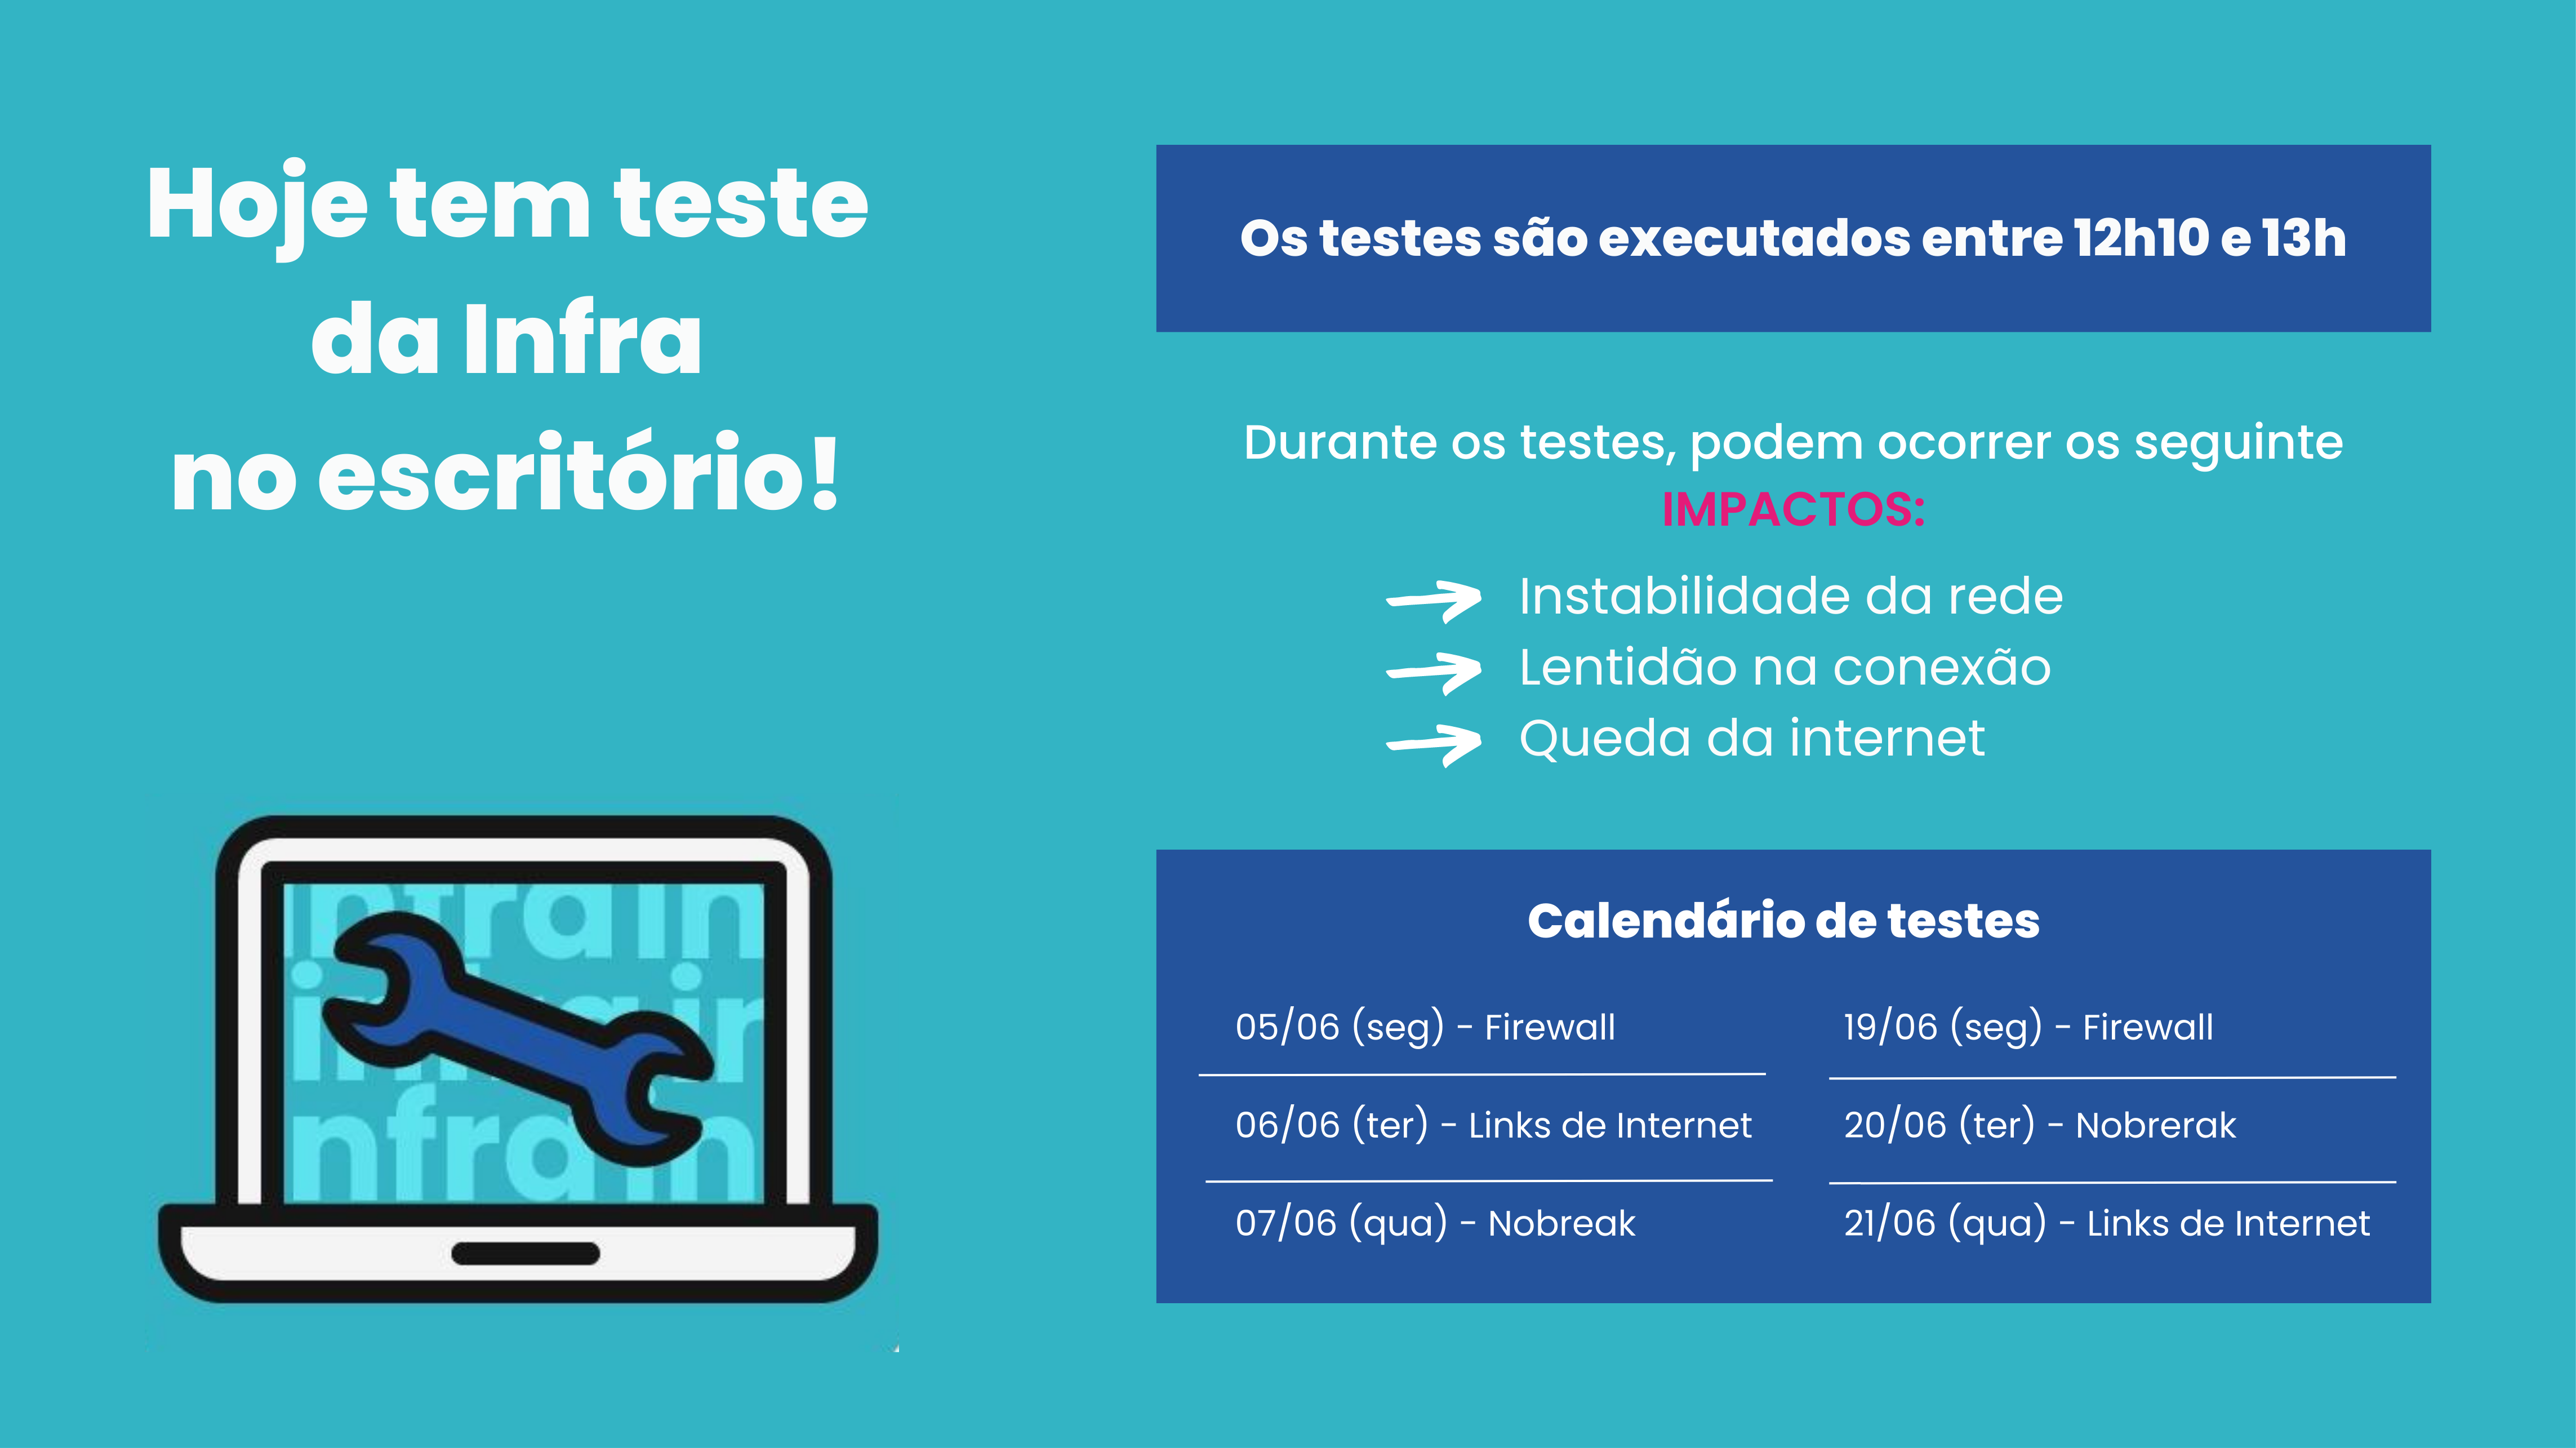 Hoje tem teste
da Infra
no escritório!
Os testes são executados entre 12h10 e 13h
Durante os testes, podem ocorrer os seguinte
IMPACTOS:
Instabilidade da rede
Lentidão na conexão
Queda da internet
Calendário de testes
05/06 (seg) - Firewall
06/06 (ter) - Links de Internet
07/06 (qua) - Nobreak
19/06 (seg) - Firewall
20/06 (ter) - Nobrerak
21/06 (qua) - Links de Internet